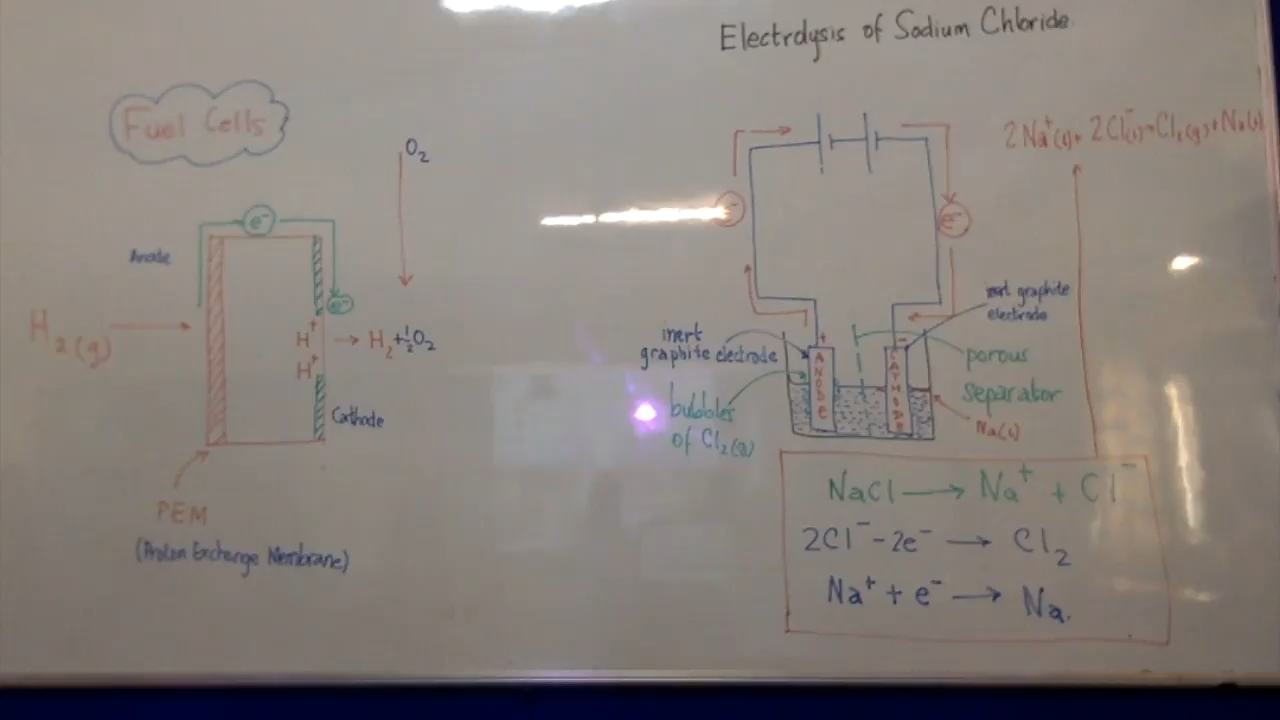 Electrolysis of Sodium Chloride
Fuel Cells
O₂
e⁻
Anode
e⁻
H₂(g)
H⁺ → H₂+½O₂
H⁺
Cathode
PEM
(Proton Exchange Membrane)
2Na⁺(l)+ 2Cl⁻(l)→Cl₂(g)+Na(l)
e⁻
e⁻
inert graphite
electrode
inert
graphite electrode
+
-
ANODE
CATHODE
porous
separator
bubbles
of Cl₂(g)
Na(l)
NaCl → Na⁺ + Cl⁻
2Cl⁻-2e⁻ → Cl₂
Na⁺ + e⁻ → Na.